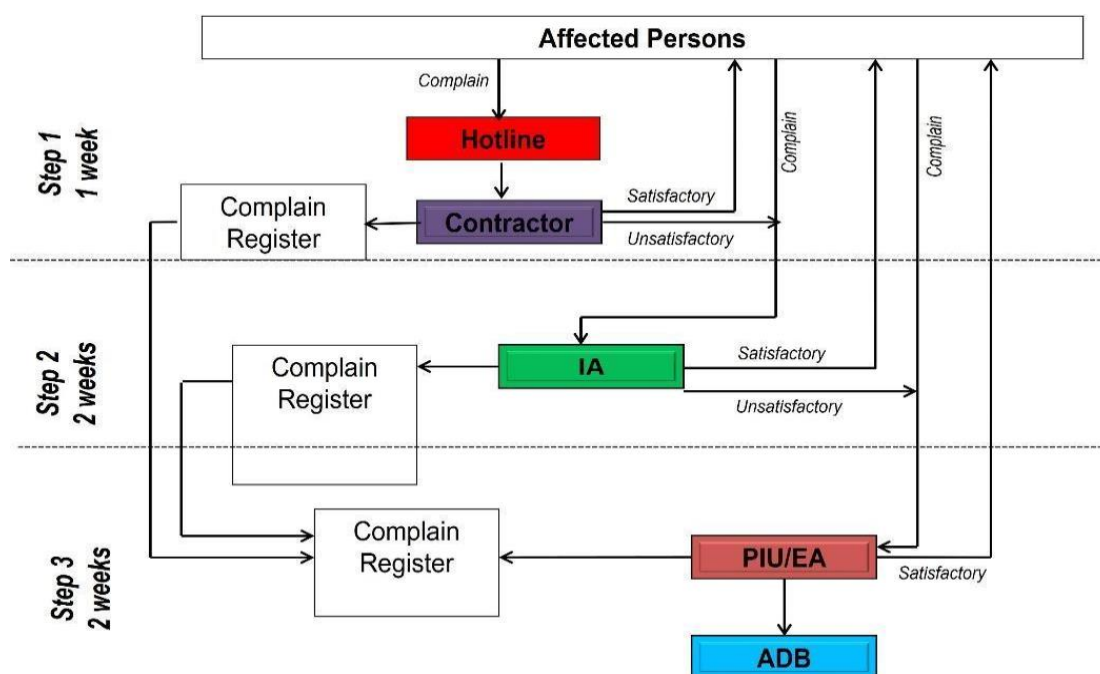 Affected Persons
Complain
Step 1
1 week
Hotline
Complain
Complain
Satisfactory
Complain
Register
Contractor
Unsatisfactory
Step 2
2 weeks
Complain
Register
IA
Satisfactory
Unsatisfactory
Step 3
2 weeks
Complain
Register
PIU/EA
Satisfactory
ADB